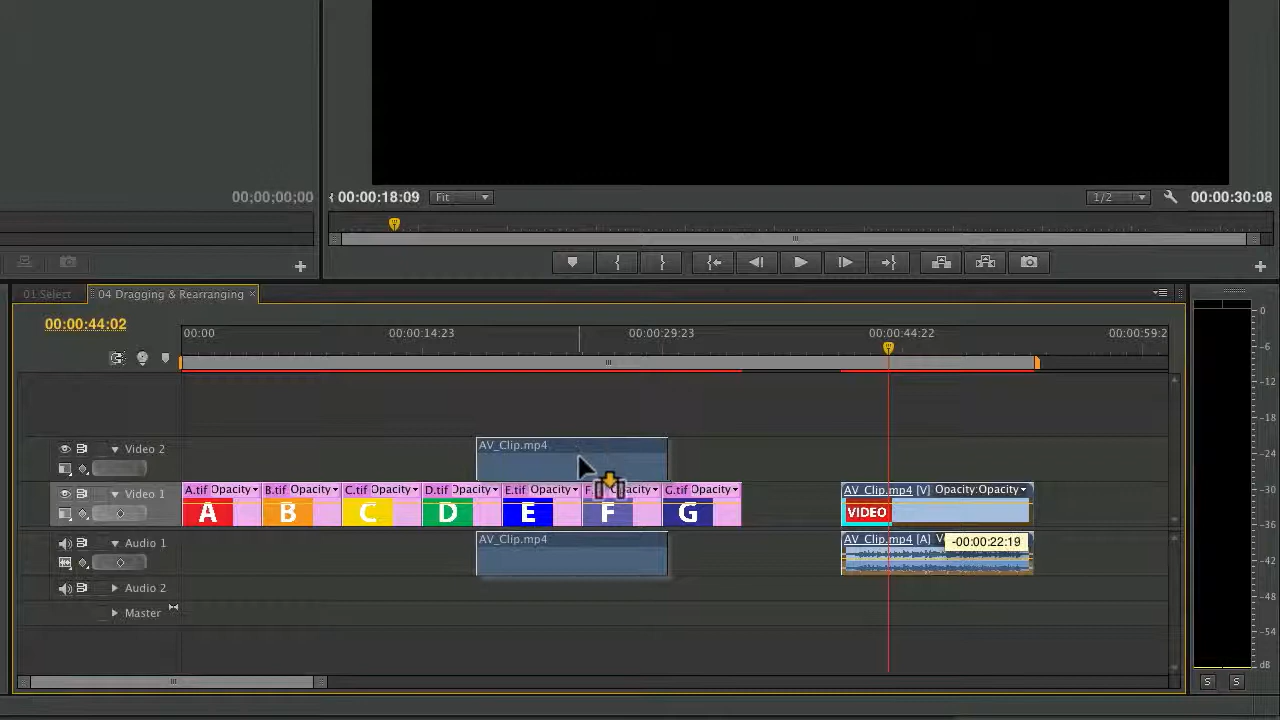 00;00;00;00
00:00:18:09
Fit
1/2
00:00:30:08
01 Select
04 Dragging & Rearranging
00:00:44:02
00:00
00:00:14:23
00:00:29:23
00:00:44:22
00:00:59:2
0
-6
-12
-18
-24
-30
-36
-42
-48
-54
dB
Video 2
AV_Clip.mp4
Video 1
A.tif Opacity
B.tif Opacity
C.tif Opacity
D.tif Opacity
E.tif Opacity
F. acity
G.tif Opacity
A
B
C
D
E
F
G
AV_Clip.mp4 [V] Opacity:Opacity
VIDEO
Audio 1
AV_Clip.mp4
AV_Clip.mp4 [A] V
-00:00:22:19
Audio 2
Master
S
S